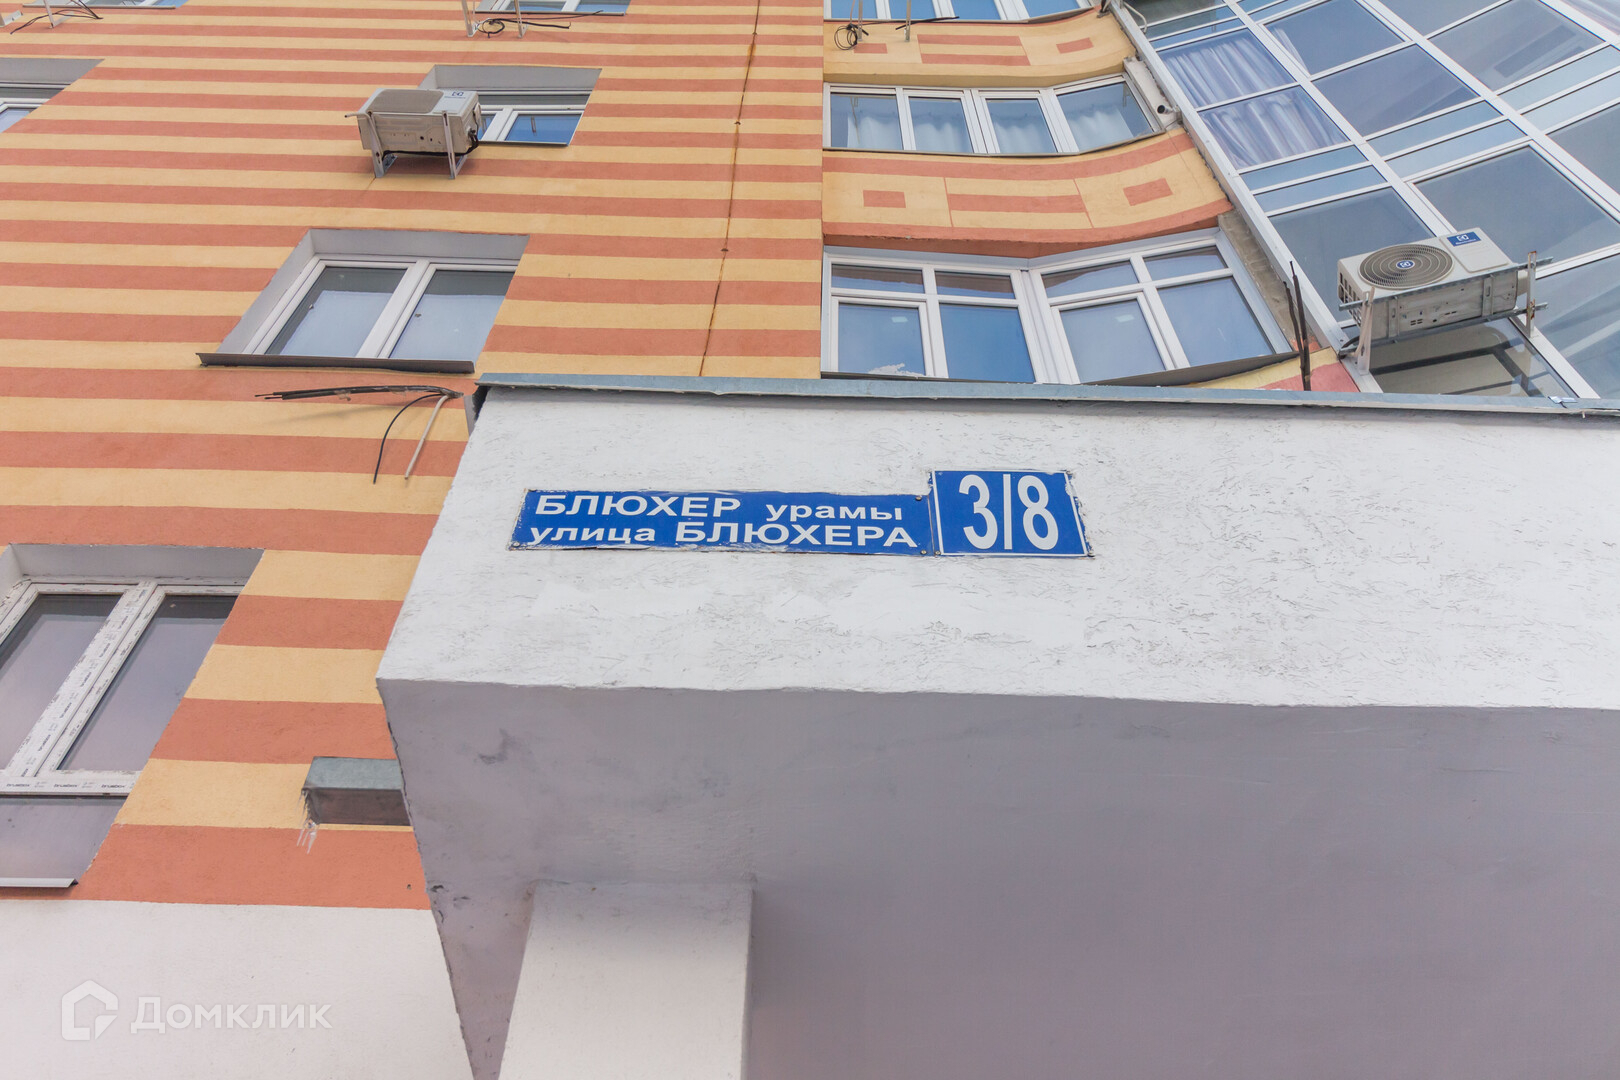 БЛЮХЕР урамы
улица БЛЮХЕРА
3/8
Домклик